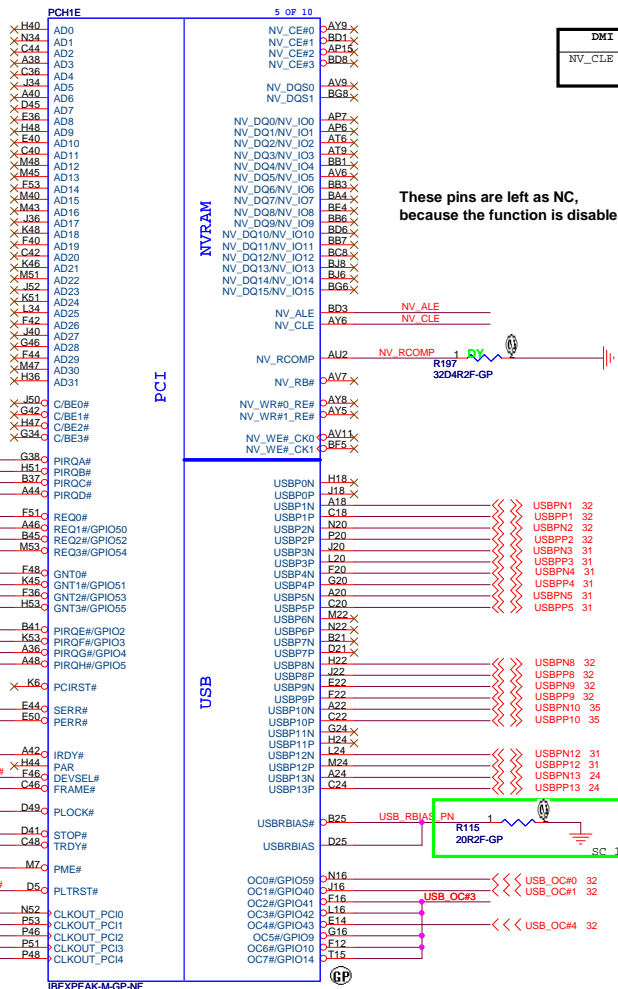 PCH1E 5 OF 10
H40 AD0
N34 AD1
C44 AD2
A38 AD3
C36 AD4
J34 AD5
A40 AD6
D45 AD7
E36 AD8
H48 AD9
E40 AD10
C40 AD11
M48 AD12
M45 AD13
F53 AD14
M40 AD15
M43 AD16
J36 AD17
K48 AD18
F40 AD19
C42 AD20
K46 AD21
M51 AD22
J52 AD23
K51 AD24
L34 AD25
F42 AD26
J40 AD27
G46 AD28
F44 AD29
M47 AD30
H36 AD31
J50 C/BE0#
G42 C/BE1#
H47 C/BE2#
G34 C/BE3#
G38 PIRQA#
H51 PIRQB#
B37 PIRQC#
A44 PIRQD#
F51 REQ0#
A46 REQ1#/GPIO50
B45 REQ2#/GPIO52
M53 REQ3#/GPIO54
F48 GNT0#
K45 GNT1#/GPIO51
F36 GNT2#/GPIO53
H53 GNT3#/GPIO55
B41 PIRQE#/GPIO2
K53 PIRQF#/GPIO3
A36 PIRQG#/GPIO4
A48 PIRQH#/GPIO5
K6 PCIRST#
E44 SERR#
E50 PERR#
A42 IRDY#
H44 PAR
F46 DEVSEL#
C46 FRAME#
D49 PLOCK#
D41 STOP#
C48 TRDY#
M7 PME#
D5 PLTRST#
N52 CLKOUT_PCI0
P53 CLKOUT_PCI1
P46 CLKOUT_PCI2
P51 CLKOUT_PCI3
P48 CLKOUT_PCI4
IBEXPEAK-M-GP-NF
PCI
NVRAM
USB
NV_CE#0 AY9
NV_CE#1 BD1
NV_CE#2 AP15
NV_CE#3 BD8
NV_DQS0 AV9
NV_DQS1 BG8
NV_DQ0/NV_IO0 AP7
NV_DQ1/NV_IO1 AP6
NV_DQ2/NV_IO2 AT6
NV_DQ3/NV_IO3 AT9
NV_DQ4/NV_IO4 BB1
NV_DQ5/NV_IO5 AV6
NV_DQ6/NV_IO6 BB3
NV_DQ7/NV_IO7 BA4
NV_DQ8/NV_IO8 BE4
NV_DQ9/NV_IO9 BB6
NV_DQ10/NV_IO10 BD6
NV_DQ11/NV_IO11 BB7
NV_DQ12/NV_IO12 BC8
NV_DQ13/NV_IO13 BJ8
NV_DQ14/NV_IO14 BJ6
NV_DQ15/NV_IO15 BG6
NV_ALE BD3 NV_ALE
NV_CLE AY6 NV_CLE
NV_RCOMP AU2 NV_RCOMP 1 DY 2
R197
32D4R2F-GP
NV_RB# AV7
NV_WR#0_RE# AY8
NV_WR#1_RE# AY5
NV_WE#_CK0 AV11
NV_WE#_CK1 BF5
USBP0N H18
USBP0P J18
USBP1N A18 USBPN1 32
USBP1P C18 USBPP1 32
USBP2N N20 USBPN2 32
USBP2P P20 USBPP2 32
USBP3N J20 USBPN3 31
USBP3P L20 USBPP3 31
USBP4N F20 USBPN4 31
USBP4P G20 USBPP4 31
USBP5N A20 USBPN5 31
USBP5P C20 USBPP5 31
USBP6N M22
USBP6P N22
USBP7N B21
USBP7P D21
USBP8N H22 USBPN8 32
USBP8P J22 USBPP8 32
USBP9N E22 USBPN9 32
USBP9P F22 USBPP9 32
USBP10N A22 USBPN10 35
USBP10P C22 USBPP10 35
USBP11N G24
USBP11P H24
USBP12N L24 USBPN12 31
USBP12P M24 USBPP12 31
USBP13N A24 USBPN13 24
USBP13P C24 USBPP13 24
USBRBIAS# B25 USB_RBIAS_PN 1
R115
20R2F-GP
SC_1
USBRBIAS D25
OC0#/GPIO59 N16 USB_OC#0 32
OC1#/GPIO40 J16 USB_OC#1 32
OC2#/GPIO41 F16 USB_OC#3
OC3#/GPIO42 L16
OC4#/GPIO43 E14 USB_OC#4 32
OC5#/GPIO9 G16
OC6#/GPIO10 F12
OC7#/GPIO14 T15
GP
DMI
NV_CLE
These pins are left as NC,
because the function is disable